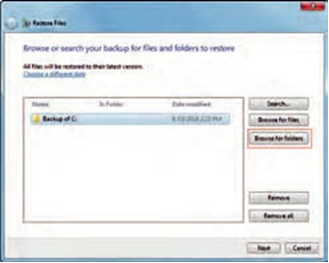 Restore Files
Browse or search your backup for files and folders to restore
All files will be restored to their latest version.
Choose a different date
Name In Folder Date modified
Search...
Backup of C:
Browse for files
Browse for folders
Remove
Remove all
Next Cancel